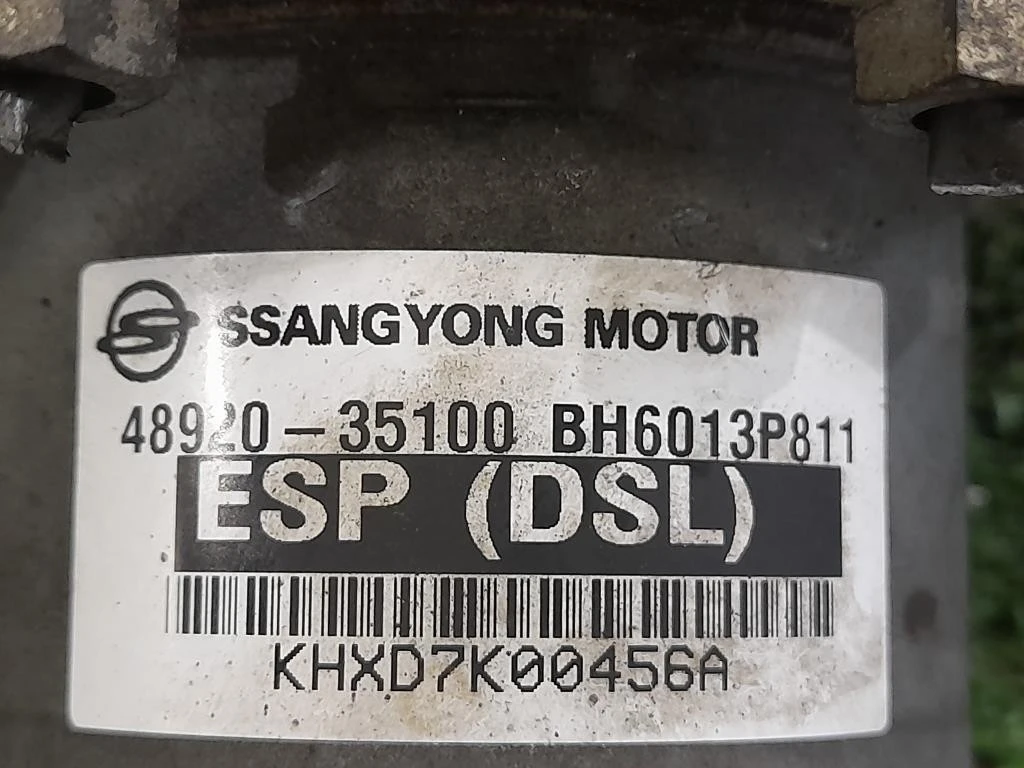 SSANGYONG MOTOR
48920-35100 BH6013P811
ESP (DSL)
KHXD7K00456A